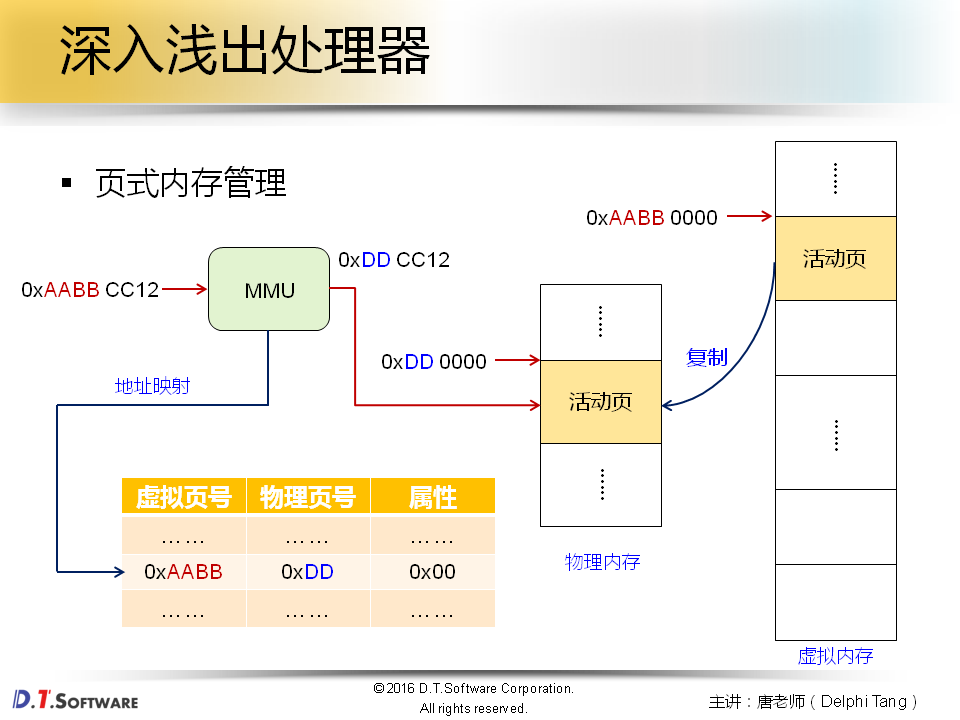 深入浅出处理器
▪ 页式内存管理
0xAABB CC12
MMU
0xDD CC12
地址映射
0xDD 0000
0xAABB 0000
⋮
活动页
⋮
⋮
活动页
⋮
复制
物理内存
虚拟内存
虚拟页号 物理页号 属性
…… …… ……
0xAABB 0xDD 0x00
…… …… ……
D.T.SOFTWARE
©2016 D.T.Software Corporation.
All rights reserved.
主讲：唐老师（Delphi Tang）